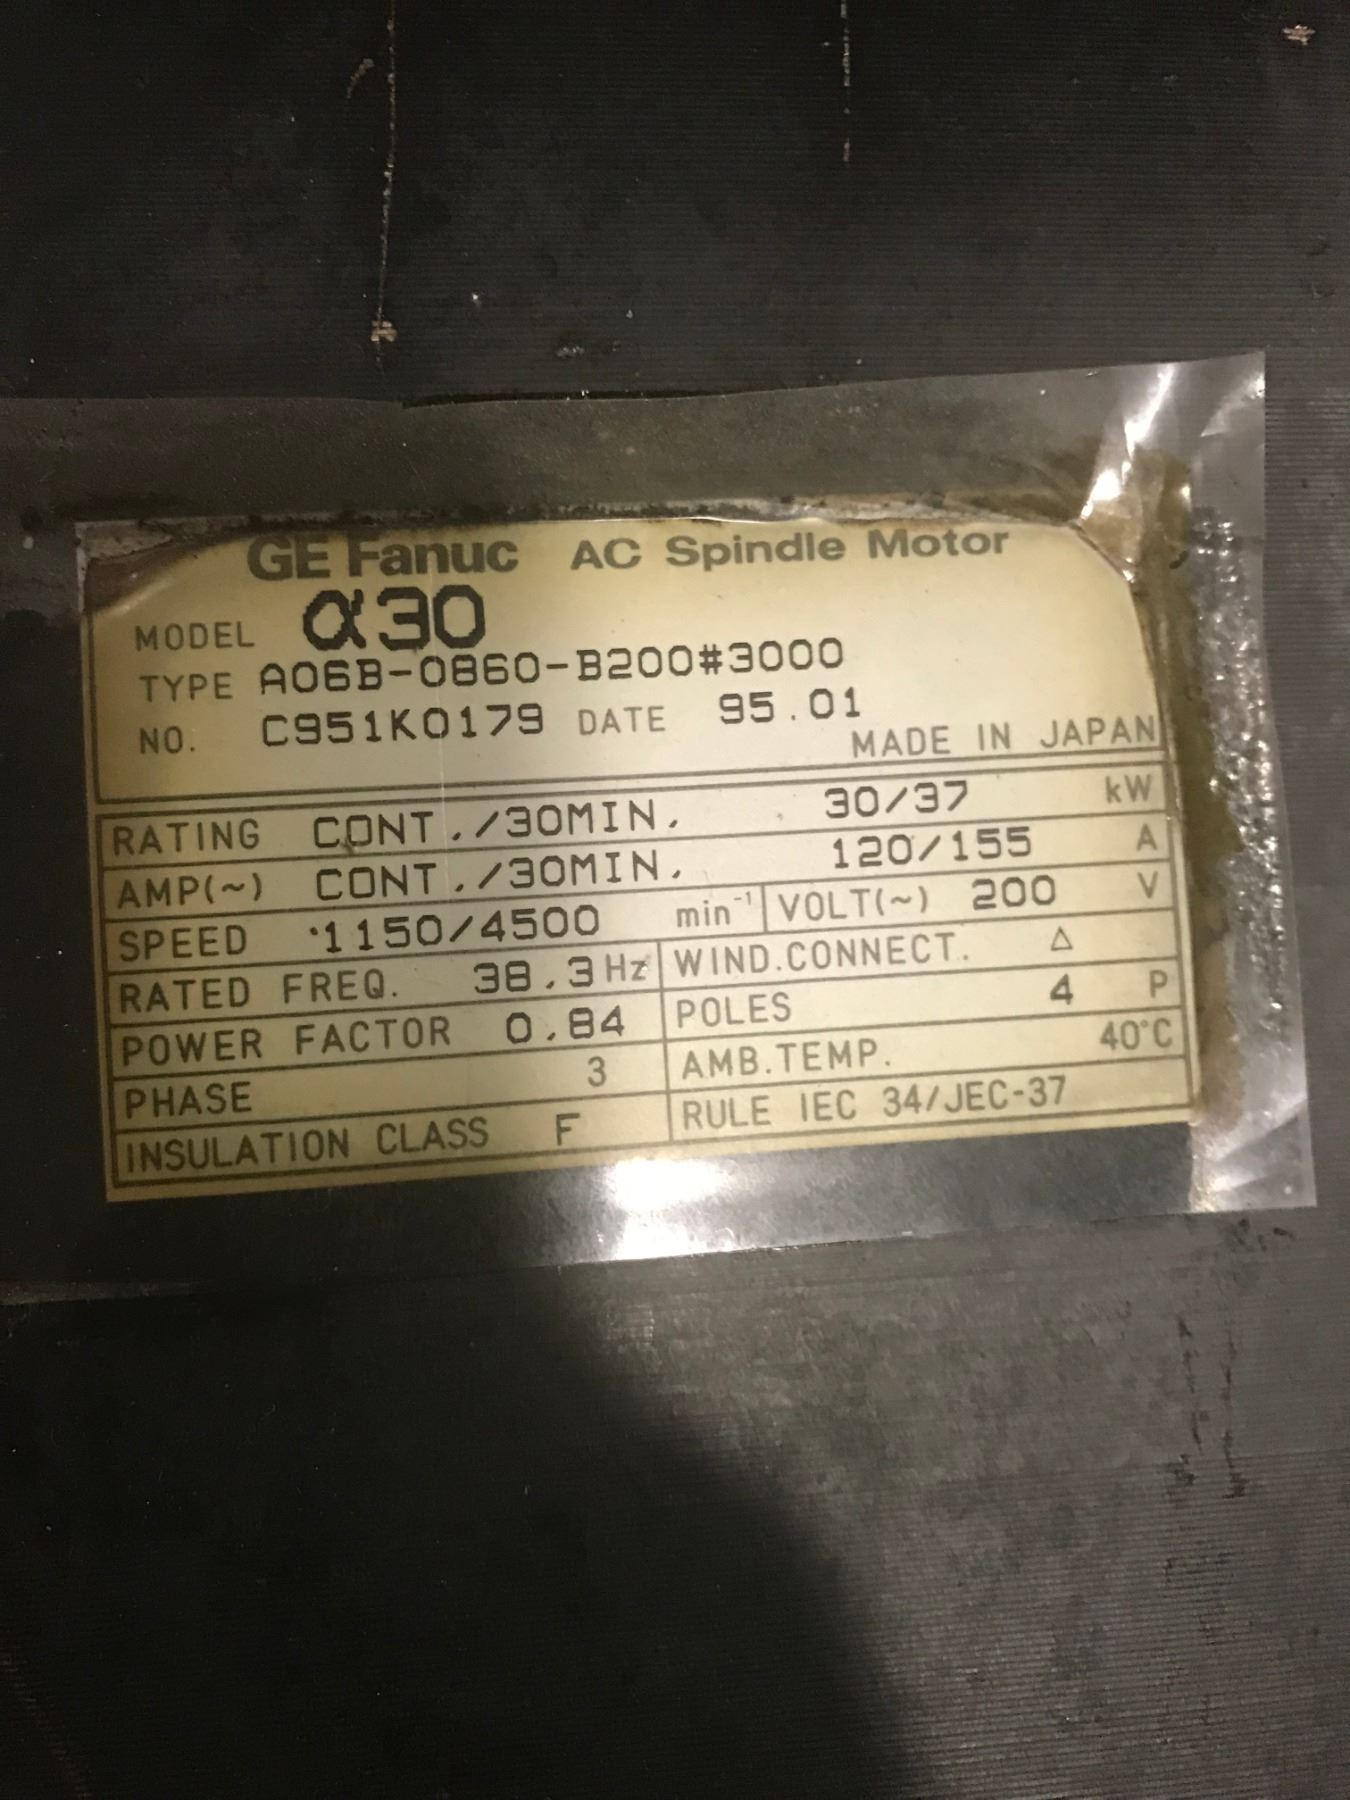 GE Fanuc AC Spindle Motor
MODEL α30
TYPE A06B-0860-B200#3000
NO. C951K0179 DATE 95.01
MADE IN JAPAN
RATING CONT./30MIN. 30/37 kW
AMP(~) CONT./30MIN. 120/155 A
SPEED 1150/4500 min⁻¹ VOLT(~) 200 V
RATED FREQ. 38.3 Hz WIND.CONNECT. △
POWER FACTOR 0.84 POLES 4 P
PHASE 3 AMB.TEMP. 40°C
INSULATION CLASS F RULE IEC 34/JEC-37